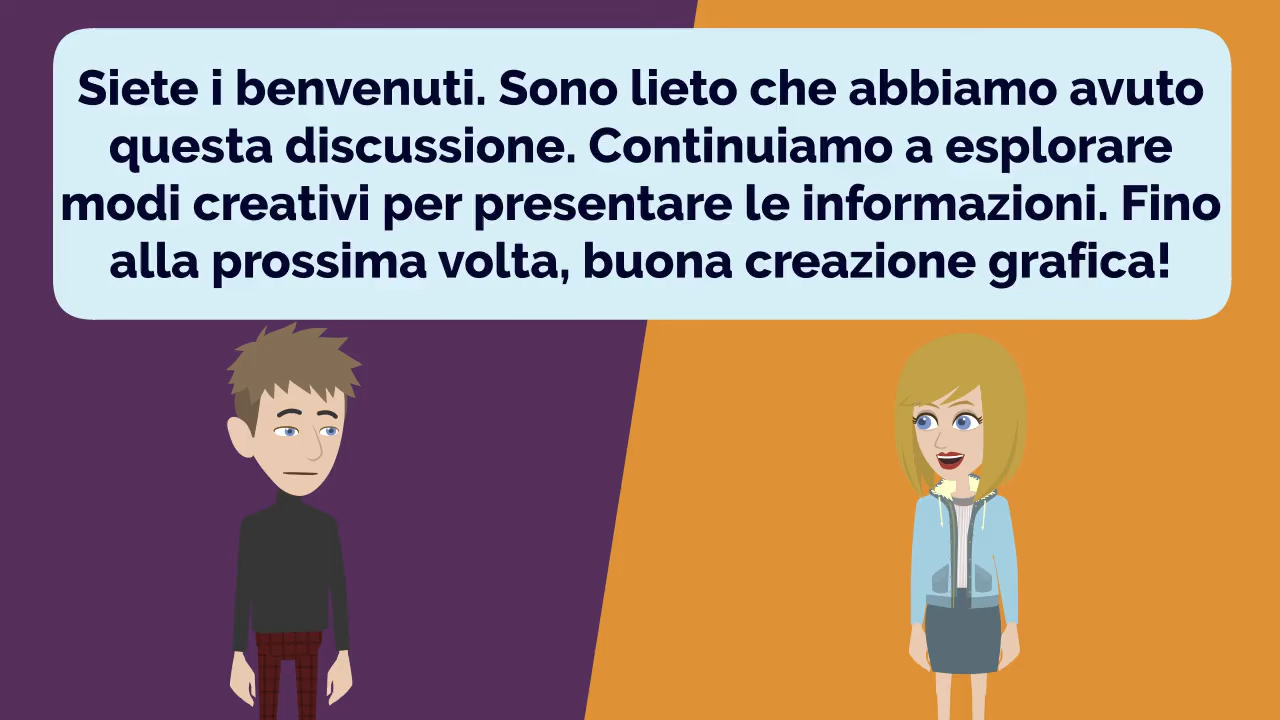 Siete i benvenuti. Sono lieto che abbiamo avuto
questa discussione. Continuiamo a esplorare
modi creativi per presentare le informazioni. Fino
alla prossima volta, buona creazione grafica!